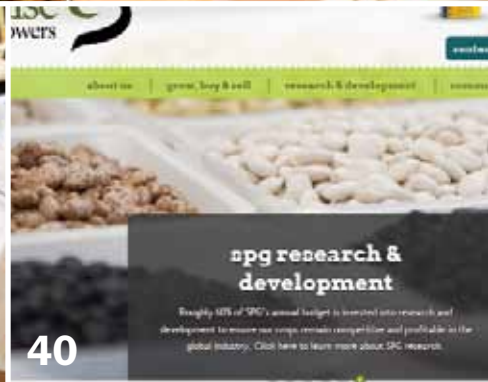 owers
about us | grow, buy & sell | research & development |
spg research &
development
Roughly 60% of SPG's annual budget is invested into research and
development to ensure our crops remain competitive and profitable in the
global industry. Click here to learn more about SPG research
40